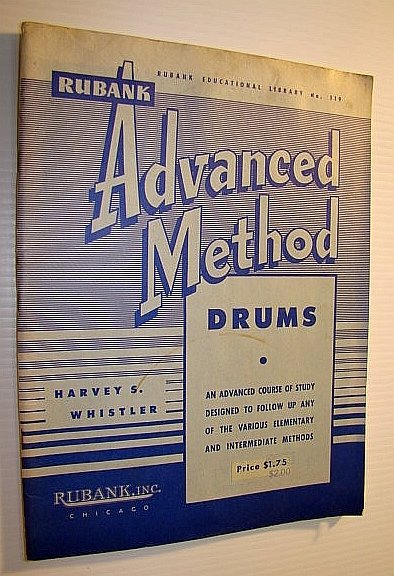 RUBANK EDUCATIONAL LIBRARY No. 119
RUBANK
Advanced
Method
DRUMS
•
HARVEY S.
WHISTLER
AN ADVANCED COURSE OF STUDY
DESIGNED TO FOLLOW UP ANY
OF THE VARIOUS ELEMENTARY
AND INTERMEDIATE METHODS
Price $1.75
$2.00
RUBANK, INC.
CHICAGO